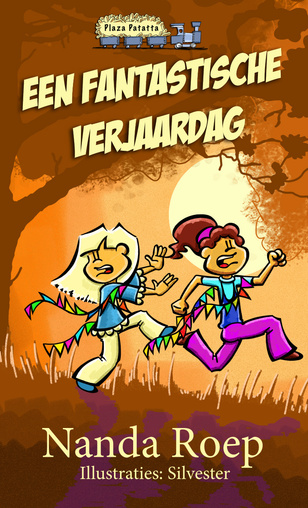 Plaza Patatta
EEN FANTASTISCHE
VERJAARDAG
Nanda Roep
Illustraties: Silvester